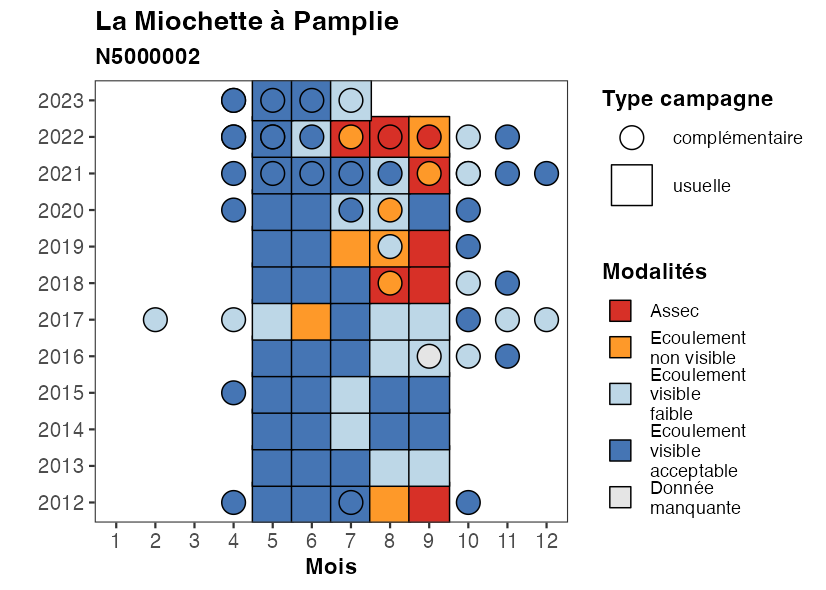 La Miochette à Pamplie
N5000002
2023
2022
2021
2020
2019
2018
2017
2016
2015
2014
2013
2012
1 2 3 4 5 6 7 8 9 10 11 12
Mois
Type campagne
complémentaire
usuelle
Modalités
Assec
Ecoulement
non visible
Ecoulement
visible
faible
Ecoulement
visible
acceptable
Donnée
manquante